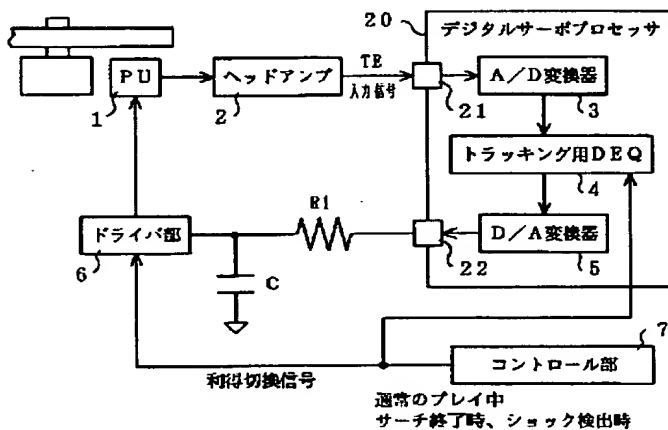 20
デジタルサーボプロセッサ
PU
ヘッドアンプ
TE
入力信号
A/D変換器
1
2
21
3
トラッキング用DEQ
4
R1
ドライバ部
D/A変換器
6
C
22
5
7
利得切換信号
コントロール部
通常のプレイ中
サーチ終了時、ショック検出時